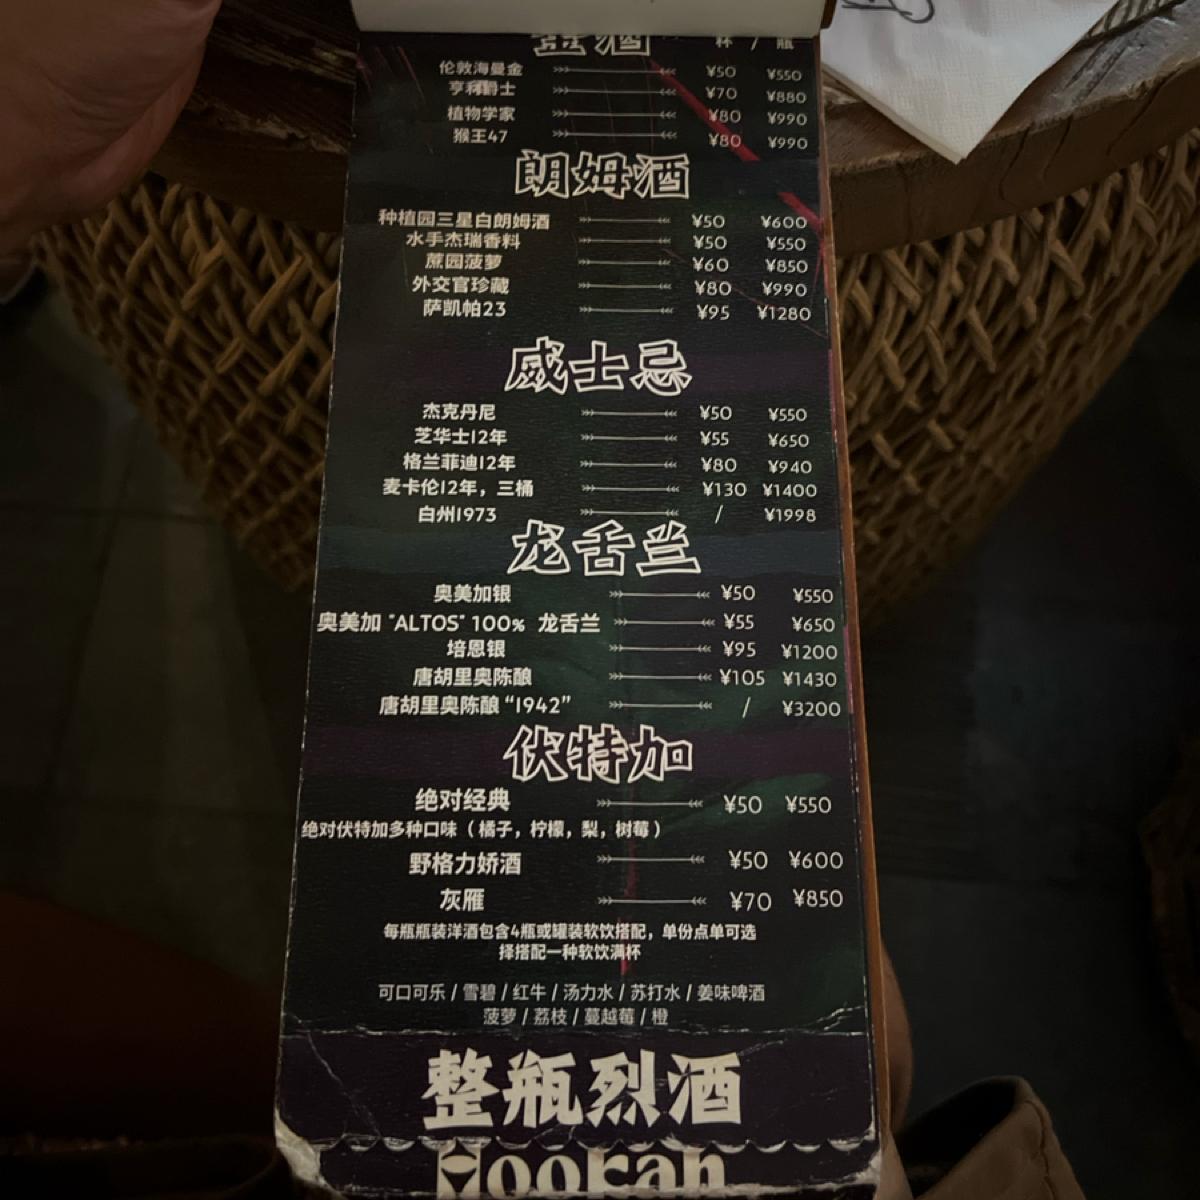 金酒 杯 / 瓶
伦敦海曼金 ¥50 ¥550
亨利爵士 ¥70 ¥880
植物学家 ¥80 ¥990
猴王47 ¥80 ¥990
朗姆酒
种植园三星白朗姆酒 ¥50 ¥600
水手杰瑞香料 ¥50 ¥550
蔗园菠萝 ¥60 ¥850
外交官珍藏 ¥80 ¥990
萨凯帕23 ¥95 ¥1280
威士忌
杰克丹尼 ¥50 ¥550
芝华士12年 ¥55 ¥650
格兰菲迪12年 ¥80 ¥940
麦卡伦12年，三桶 ¥130 ¥1400
白州1973 / ¥1998
龙舌兰
奥美加银 ¥50 ¥550
奥美加 "ALTOS" 100% 龙舌兰 ¥55 ¥650
培恩银 ¥95 ¥1200
唐胡里奥陈酿 ¥105 ¥1430
唐胡里奥陈酿 “1942” / ¥3200
伏特加
绝对经典 ¥50 ¥550
绝对伏特加多种口味（橘子，柠檬，梨，树莓）
野格力娇酒 ¥50 ¥600
灰雁 ¥70 ¥850
每瓶瓶装洋酒包含4瓶或罐装软饮搭配，单份点单可选
择搭配一种软饮满杯
可口可乐 / 雪碧 / 红牛 / 汤力水 / 苏打水 / 姜味啤酒
菠萝 / 荔枝 / 蔓越莓 / 橙
整瓶烈酒
Hookah